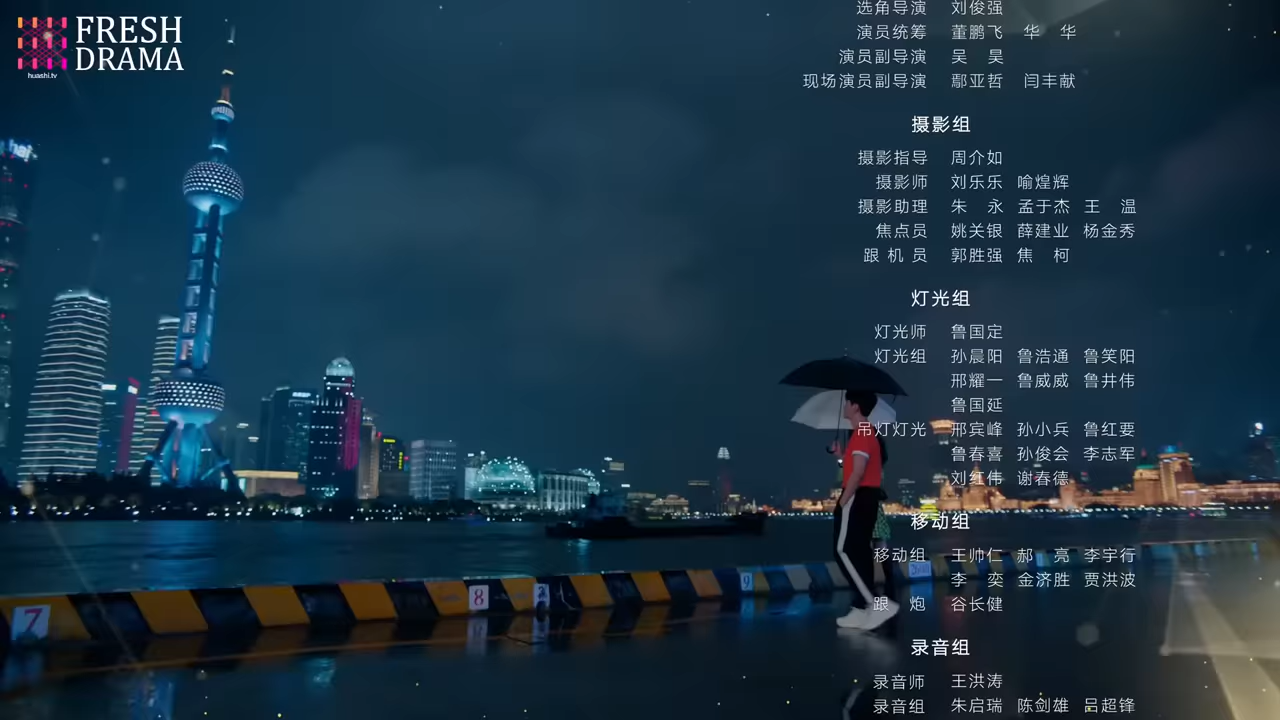 FRESH
DRAMA
huashi.tv
选角导演 刘俊强
演员统筹 董鹏飞 华 华
演员副导演 吴 昊
现场演员副导演 鄢亚哲 闫丰献
摄影组
摄影指导 周介如
摄影师 刘乐乐 喻煌辉
摄影助理 朱 永 孟于杰 王 温
焦点员 姚关银 薛建业 杨金秀
跟 机 员 郭胜强 焦 柯
灯光组
灯光师 鲁国定
灯光组 孙晨阳 鲁浩通 鲁笑阳
邢耀一 鲁威威 鲁井伟
鲁国延
吊灯灯光 邢宾峰 孙小兵 鲁红要
鲁春喜 孙俊会 李志军
刘红伟 谢春德
移动组
移动组 王帅仁 郝 亮 李宇行
李 奕 金济胜 贾洪波
跟 炮 谷长健
录音组
录音师 王洪涛
录音组 朱启瑞 陈剑雄 吕超锋
7
8
9